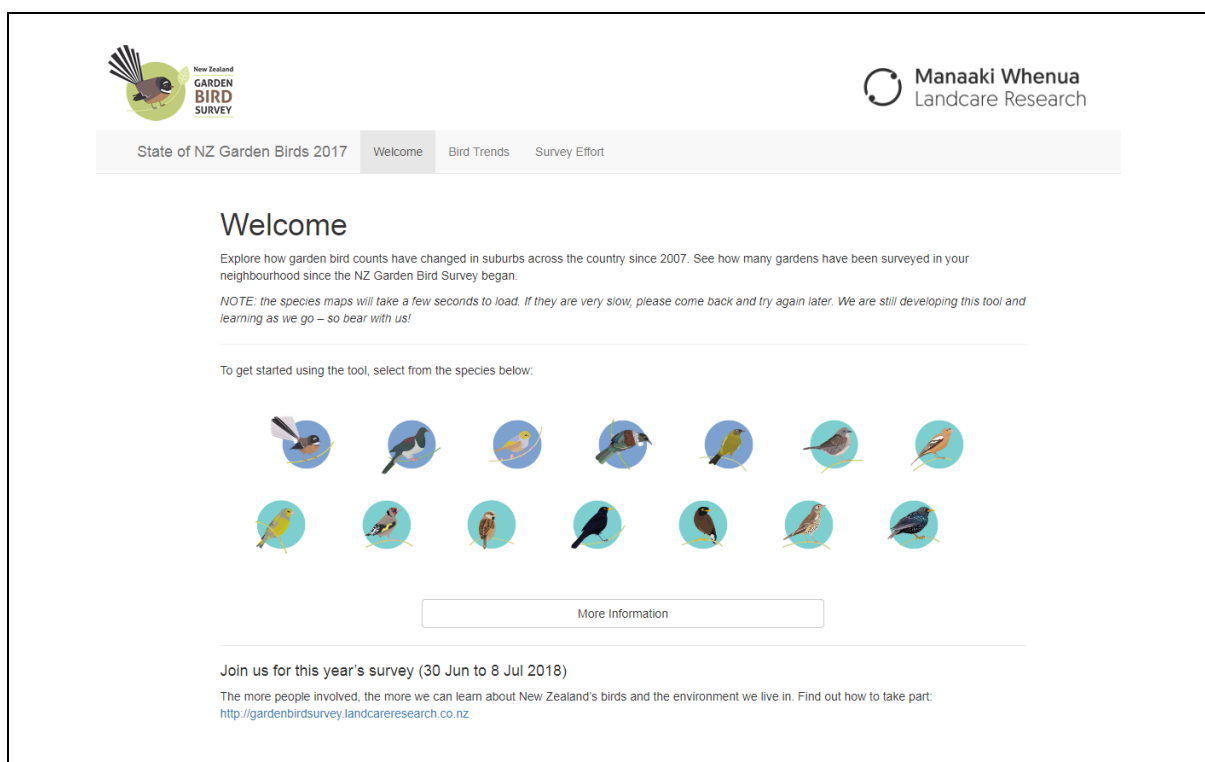 New Zealand
GARDEN
BIRD
SURVEY
Manaaki Whenua
Landcare Research
State of NZ Garden Birds 2017 Welcome Bird Trends Survey Effort
Welcome
Explore how garden bird counts have changed in suburbs across the country since 2007. See how many gardens have been surveyed in your
neighbourhood since the NZ Garden Bird Survey began.
NOTE: the species maps will take a few seconds to load. If they are very slow, please come back and try again later. We are still developing this tool and
learning as we go – so bear with us!
To get started using the tool, select from the species below:
More Information
Join us for this year's survey (30 Jun to 8 Jul 2018)
The more people involved, the more we can learn about New Zealand's birds and the environment we live in. Find out how to take part:
http://gardenbirdsurvey.landcareresearch.co.nz